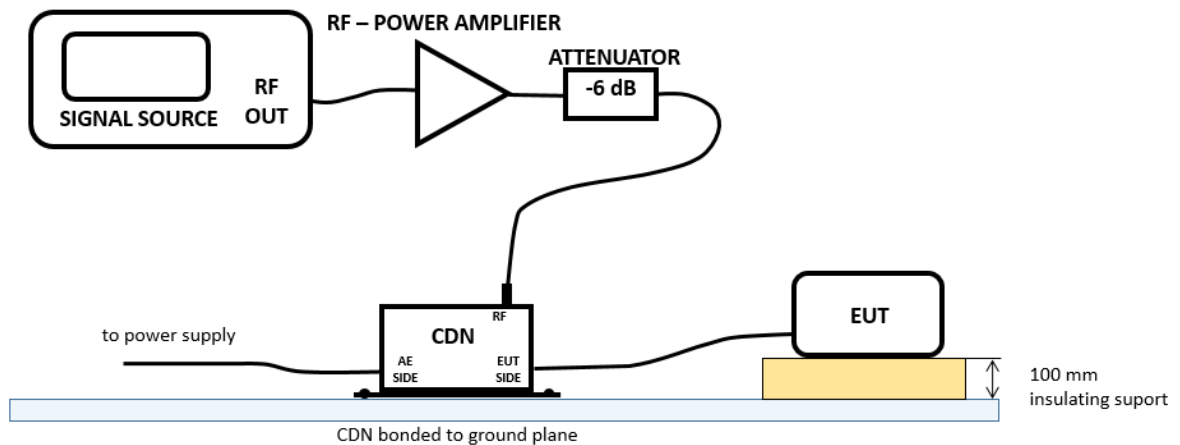 RF – POWER AMPLIFIER
ATTENUATOR
-6 dB
RF
OUT
SIGNAL SOURCE
RF
CDN
AE
SIDE
EUT
SIDE
to power supply
EUT
100 mm
insulating suport
CDN bonded to ground plane